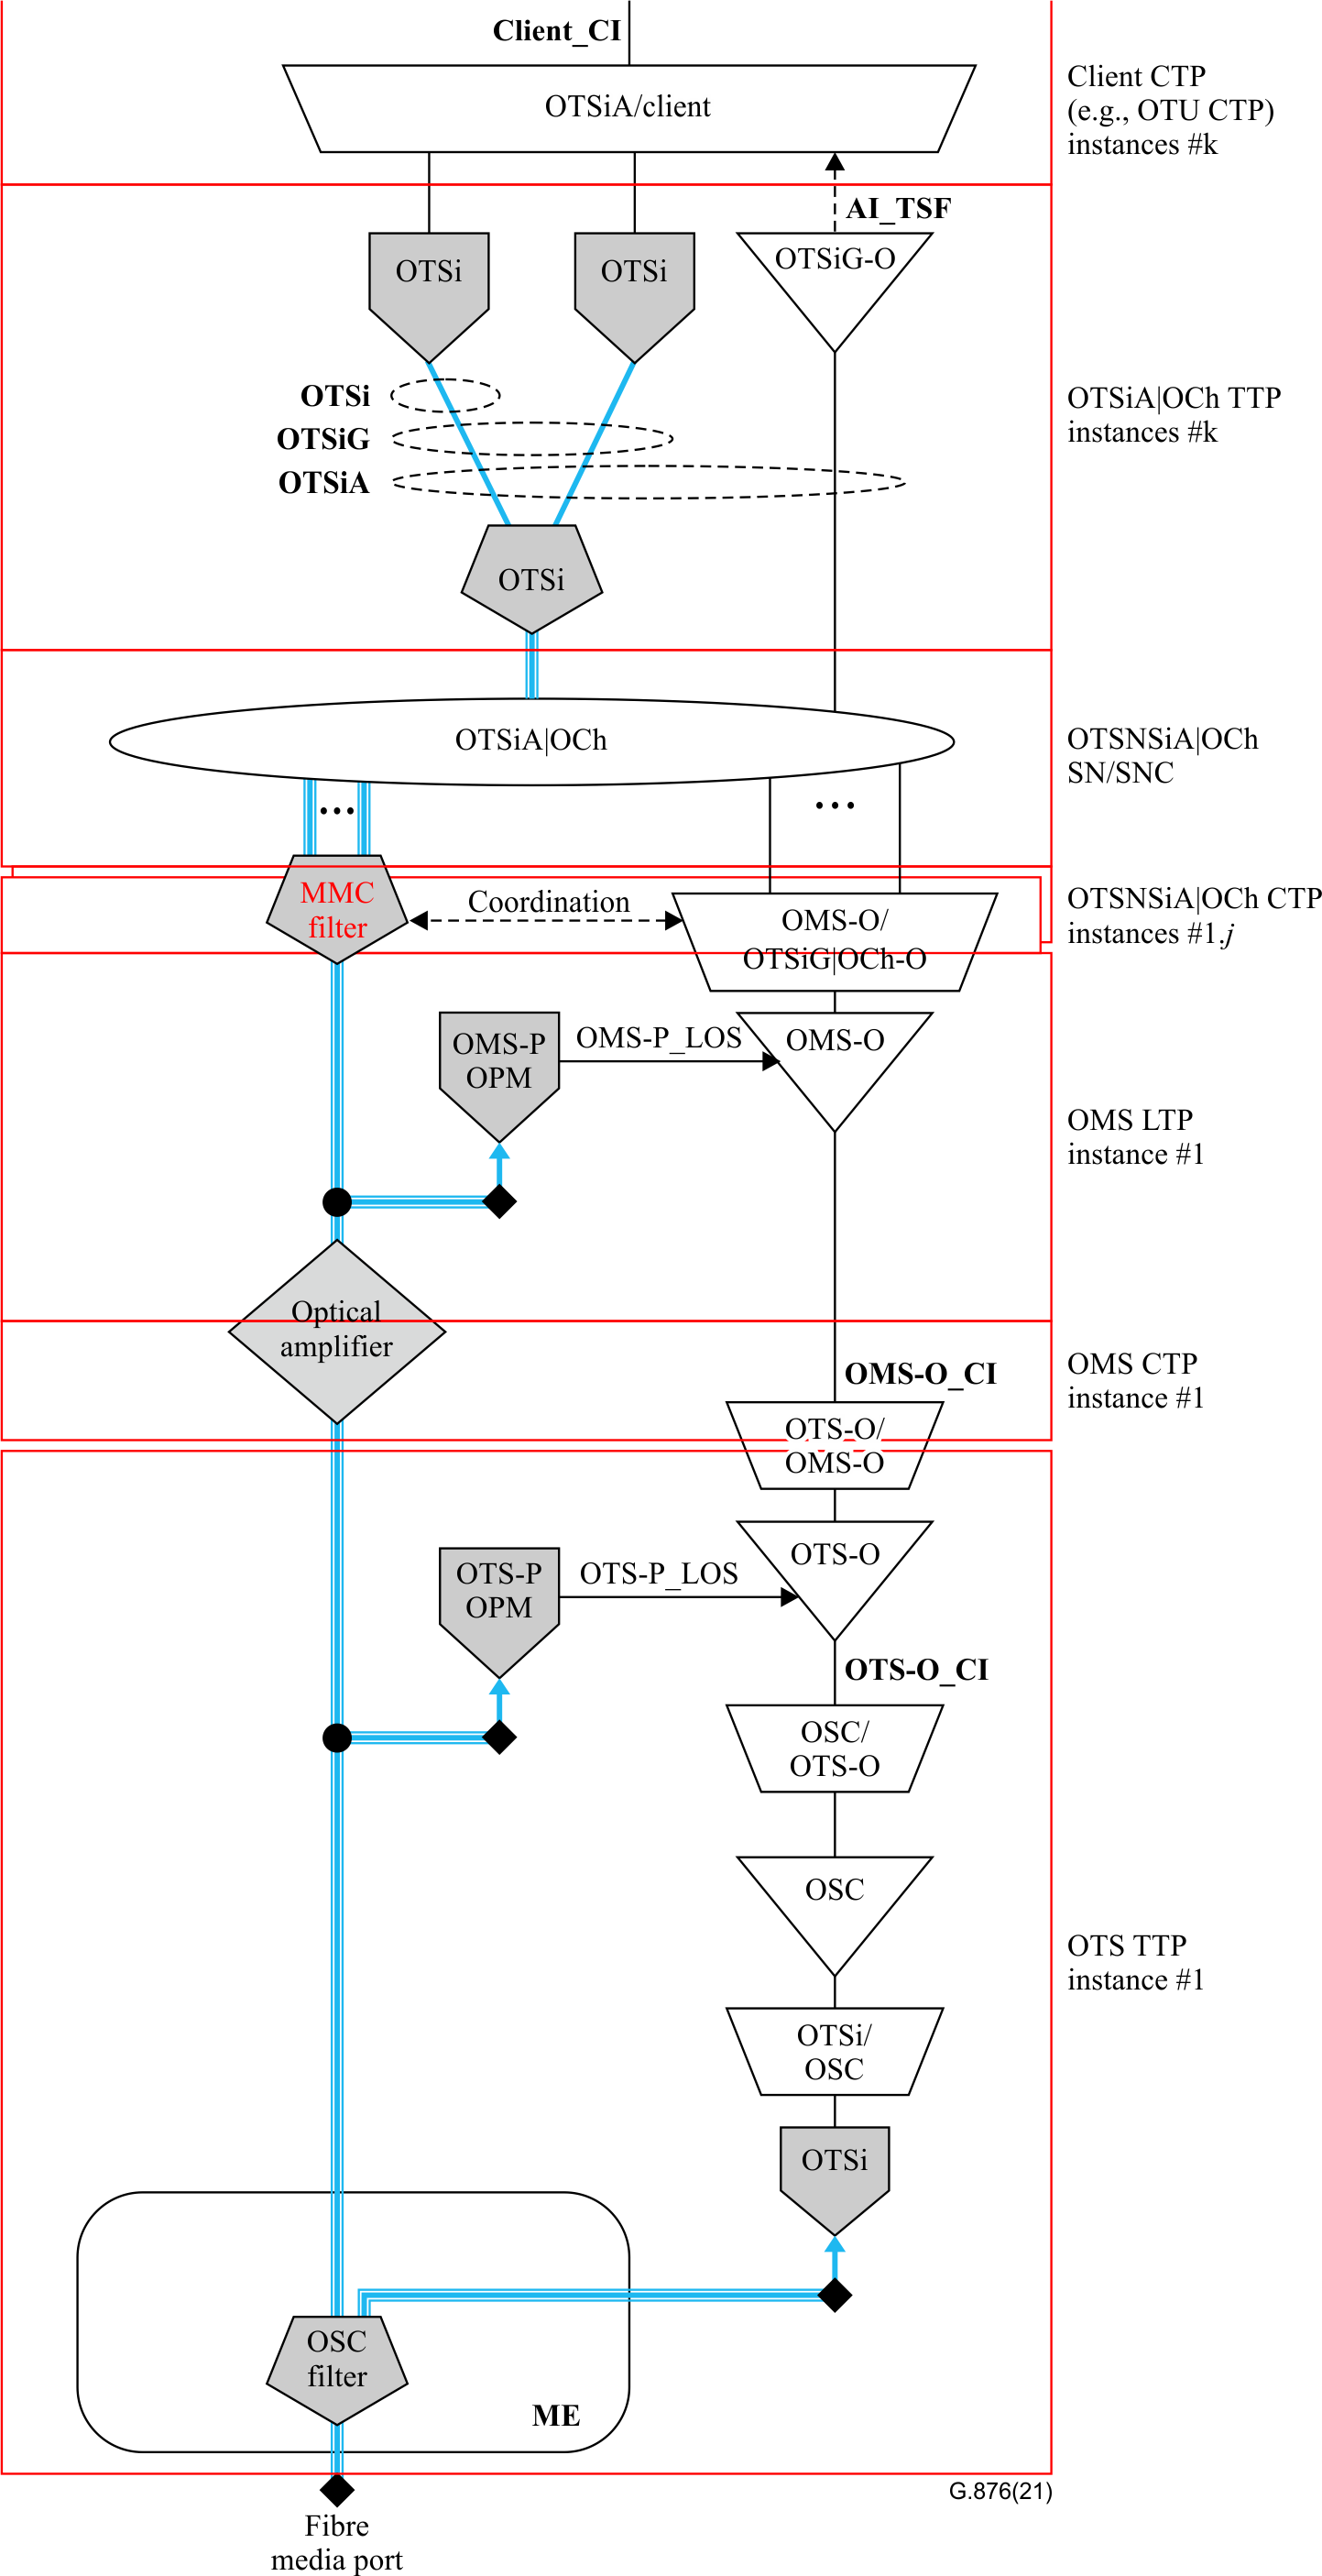 Client_CI
OTSiA/client
Client CTP
(e.g., OTU CTP)
instances #k
AI_TSF
OTSi
OTSi
OTSiG-O
OTSi
OTSiG
OTSiA
OTSiA|OCh TTP
instances #k
OTSi
OTSiA|OCh
OTSNSiA|OCh
SN/SNC
...
...
MMC
filter
Coordination
OMS-O/
OTSiG|OCh-O
OTSNSiA|OCh CTP
instances #1.j
OMS-P
OPM
OMS-P_LOS
OMS-O
OMS LTP
instance #1
Optical
amplifier
OMS-O_CI
OMS CTP
instance #1
OTS-O/
OMS-O
OTS-P
OPM
OTS-P_LOS
OTS-O
OTS-O_CI
OSC/
OTS-O
OSC
OTS TTP
instance #1
OTSi/
OSC
OTSi
OSC
filter
ME
G.876(21)
Fibre
media port